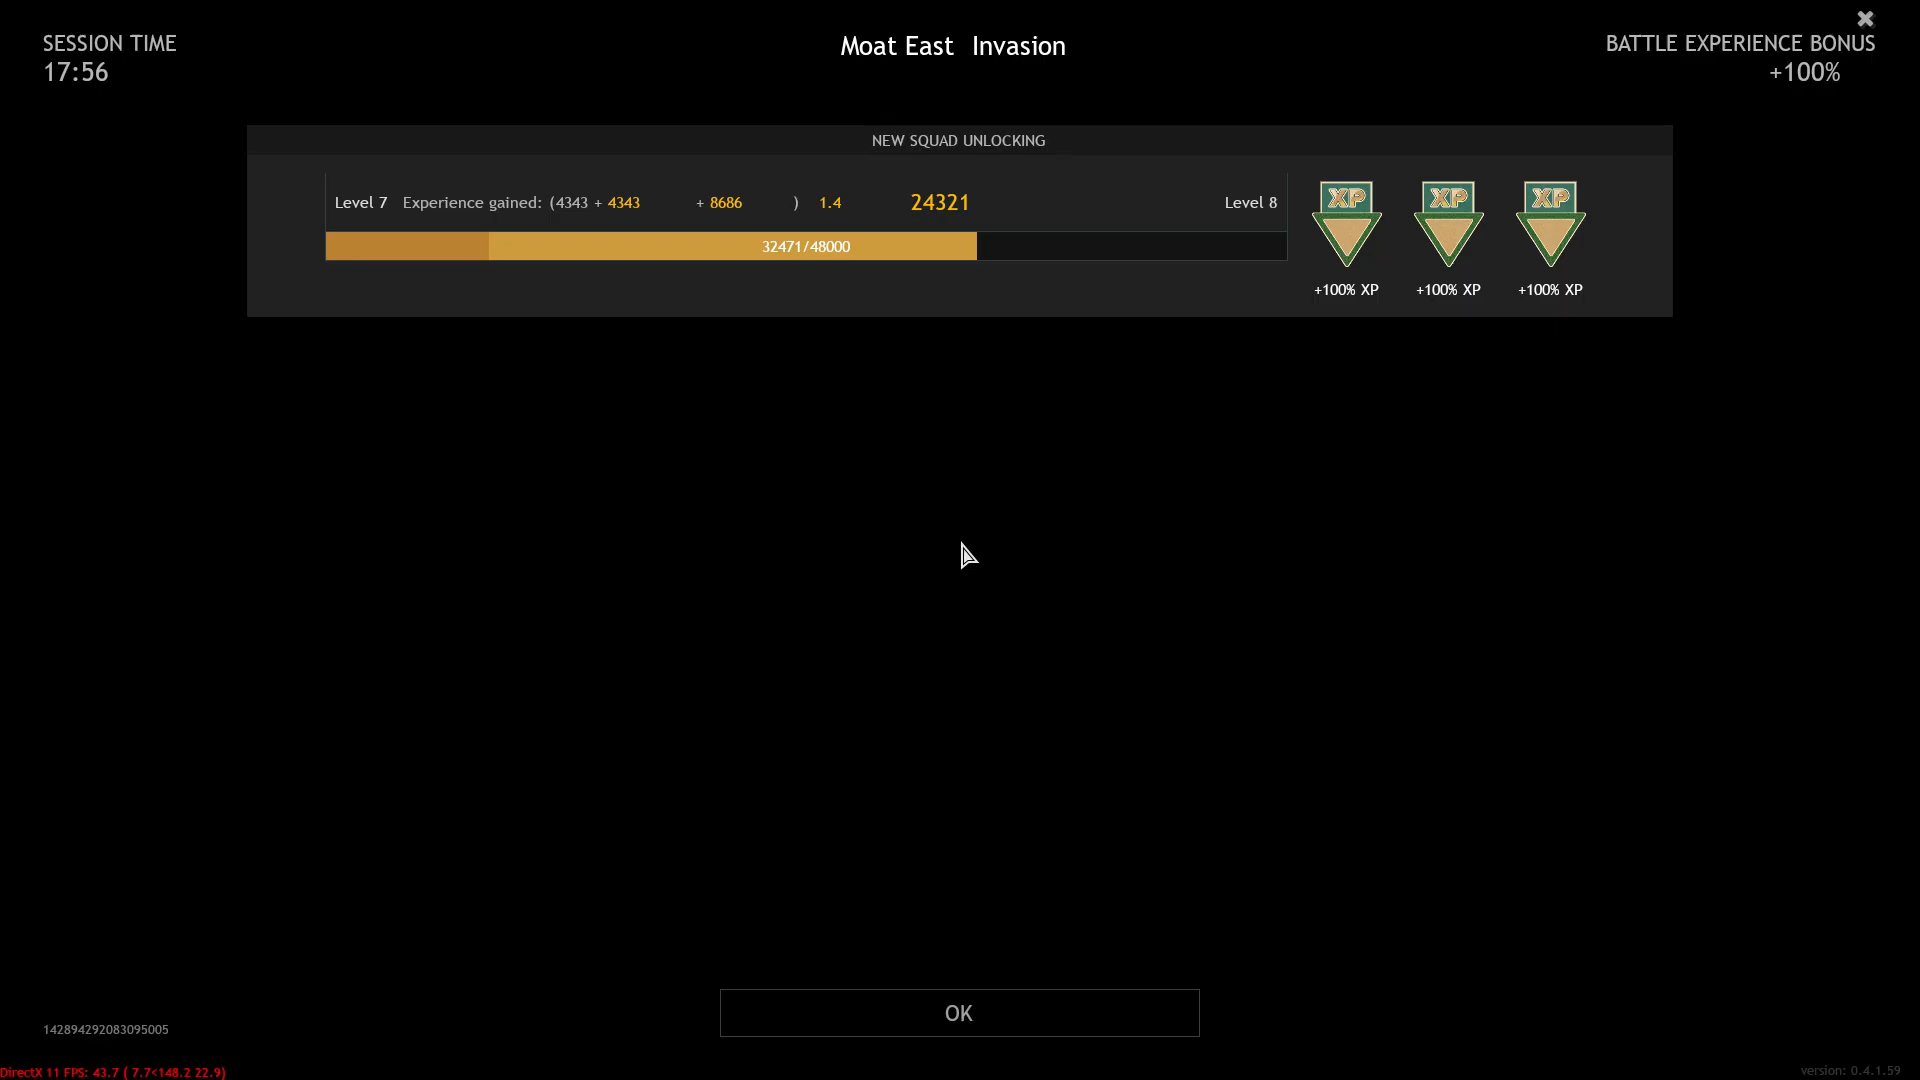 SESSION TIME
17:56
Moat East Invasion
BATTLE EXPERIENCE BONUS
+100%
NEW SQUAD UNLOCKING
Level 7 Experience gained: (4343 + 4343 + 8686 ) 1.4 24321 Level 8
32471/48000
XP XP XP
+100% XP +100% XP +100% XP
OK
142894292083095005
DirectX 11 FPS: 43.7 ( 7.7<148.2 22.9)
version: 0.4.1.59